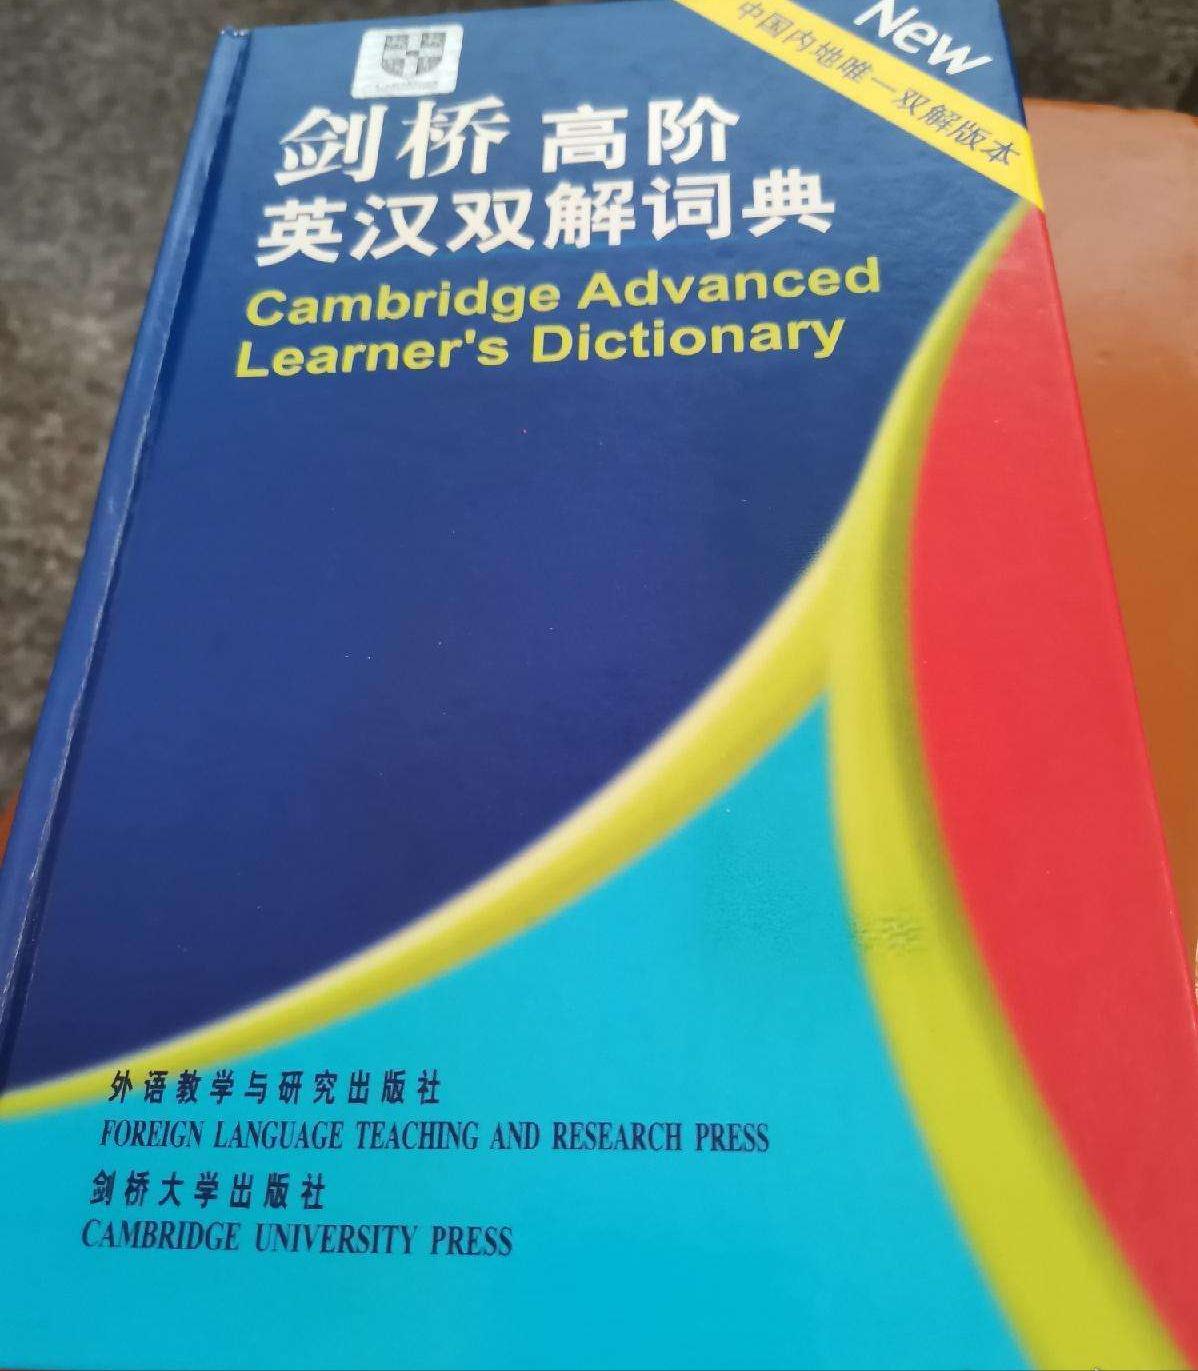 New
中国内地唯一双解版本
剑桥 高阶
英汉双解词典
Cambridge Advanced
Learner's Dictionary
外语教学与研究出版社
FOREIGN LANGUAGE TEACHING AND RESEARCH PRESS
剑桥大学出版社
CAMBRIDGE UNIVERSITY PRESS